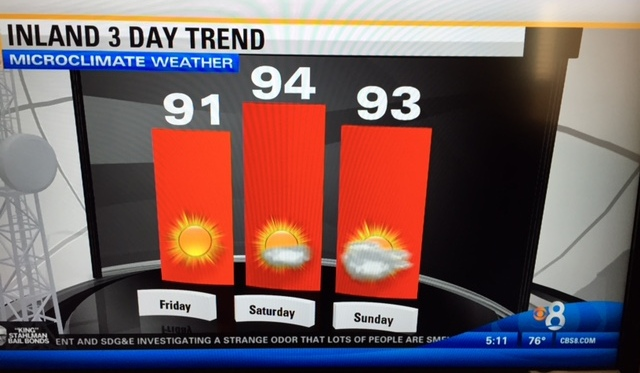 INLAND 3 DAY TREND
MICROCLIMATE WEATHER
91
94
93
Friday
Saturday
Sunday
"KING"
STAHLMAN
BAIL BONDS
ENT AND SDG&E INVESTIGATING A STRANGE ODOR THAT LOTS OF PEOPLE ARE SME
5:11
76°
8
CBS8.COM